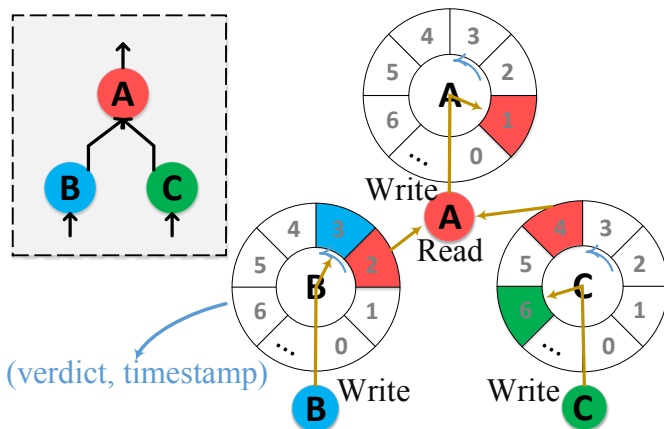 A
B
C
4 3
5 2
A
6 1
... 0
Write
A
Read
4 3
5 2
B
6 1
... 0
4 3
5 2
C
6 1
... 0
(verdict, timestamp)
Write
B
Write
C